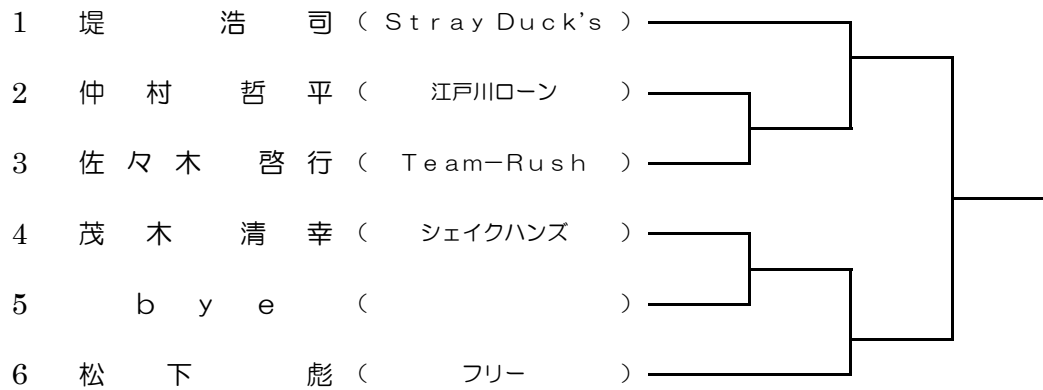 1 堤 浩 司 ( Stray Duck's )
2 仲 村 哲 平 ( 江戸川ローン )
3 佐 々 木 啓 行 ( Team−Rush )
4 茂 木 清 幸 ( シェイクハンズ )
5 b y e ( )
6 松 下 彪 ( フリー )